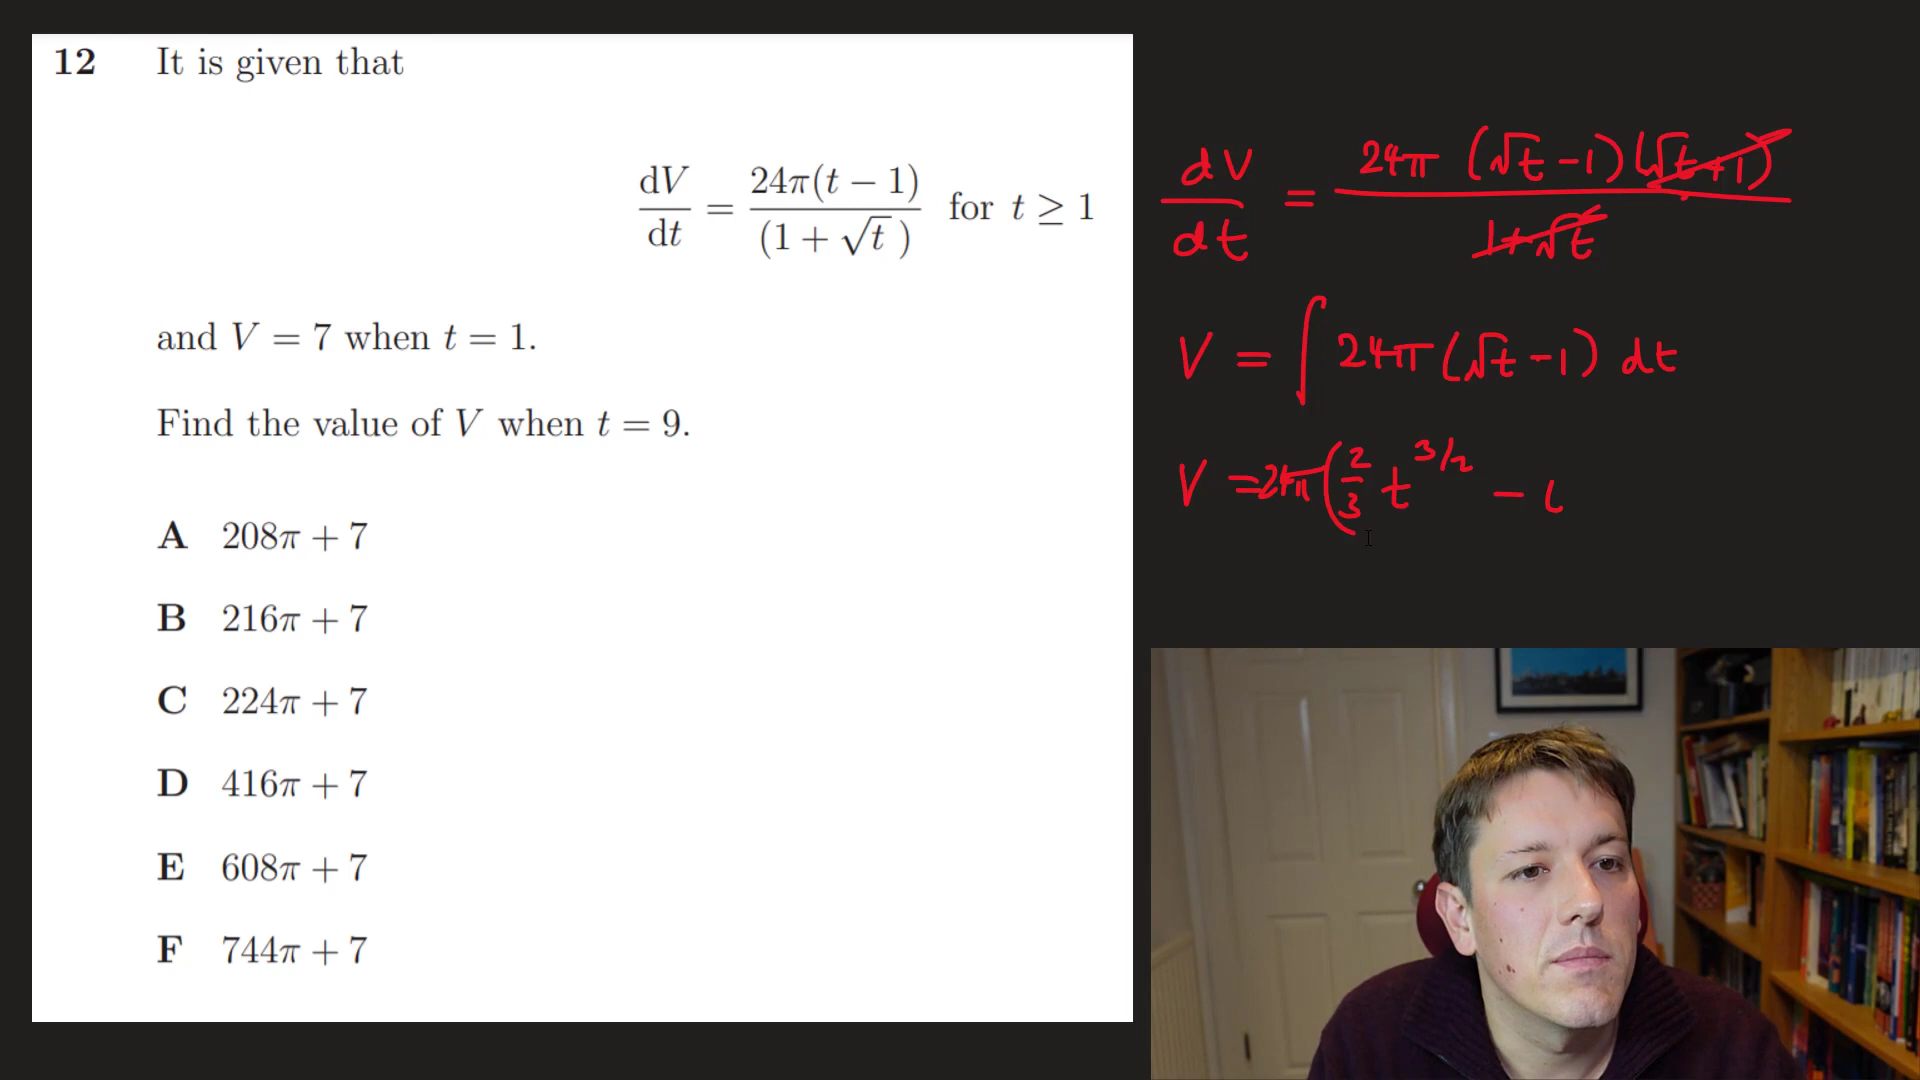 12 It is given that
dV/dt = 24π(t − 1)/(1 + √t) for t ≥ 1
and V = 7 when t = 1.
Find the value of V when t = 9.
A 208π + 7
B 216π + 7
C 224π + 7
D 416π + 7
E 608π + 7
F 744π + 7
dV/dt = 24π (√t − 1)(√t + 1)/1 + √t
V = ∫ 24π (√t − 1) dt
V = 24π (2/3 t^3/2 − t